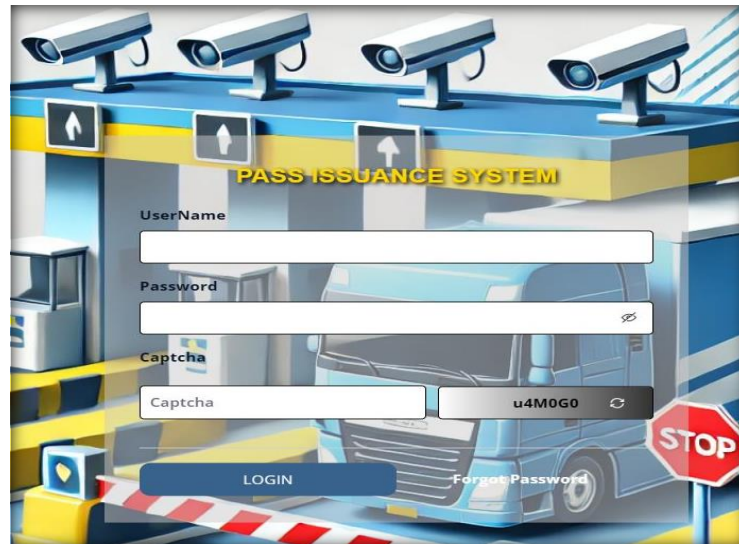 PASS ISSUANCE SYSTEM
UserName
Password
Captcha
Captcha u4M0G0
STOP
LOGIN Forgot Password